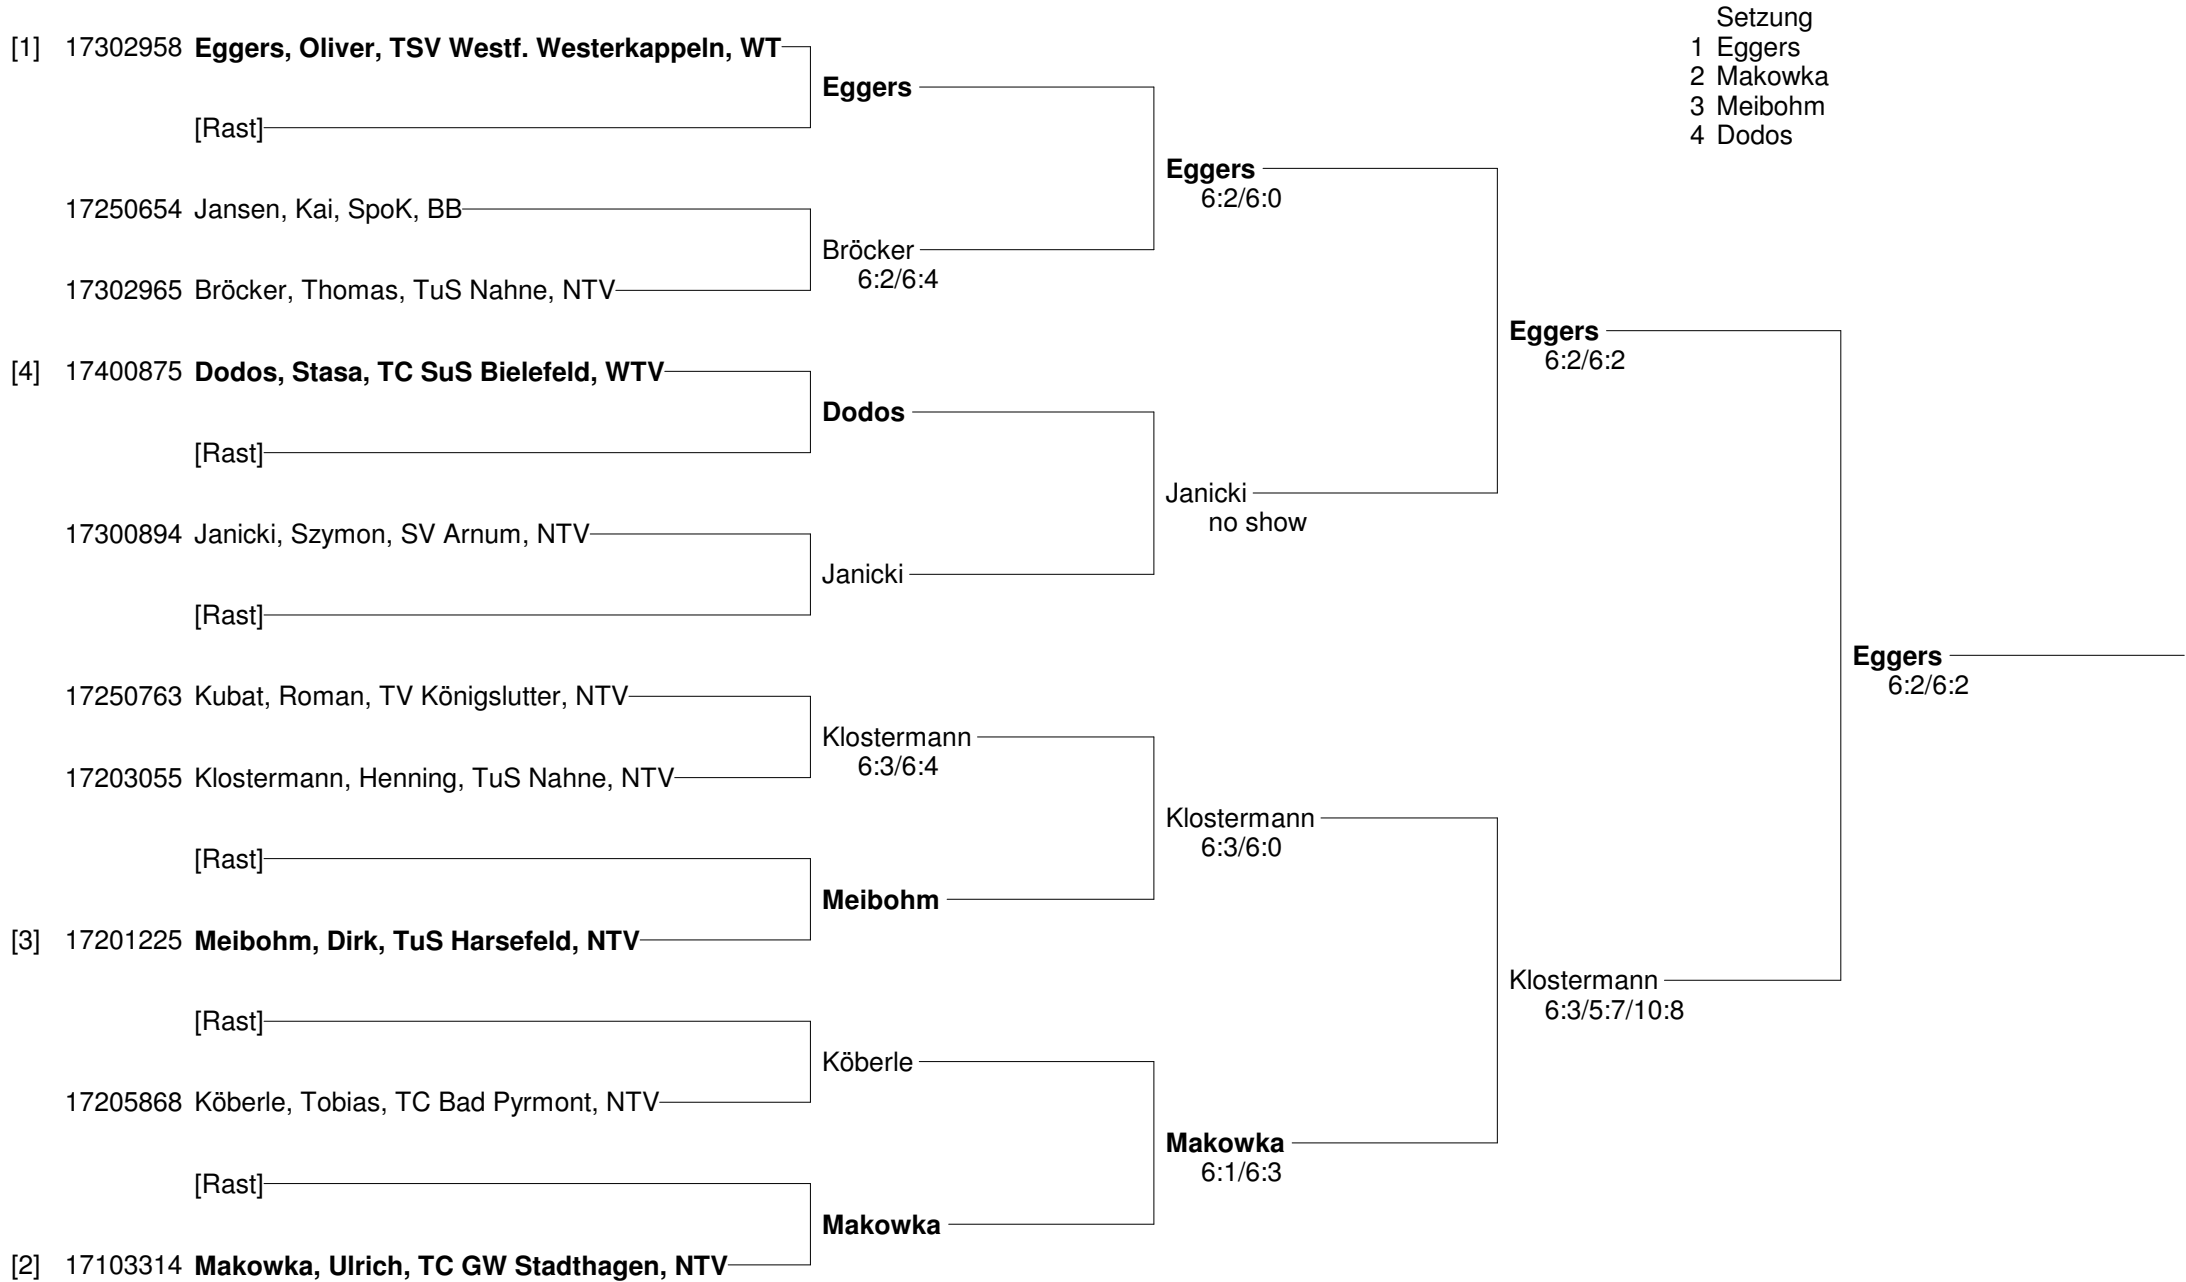 Setzung
1 Eggers
2 Makowka
3 Meibohm
4 Dodos
[1] 17302958 Eggers, Oliver, TSV Westf. Westerkappeln, WT
[Rast]
17250654 Jansen, Kai, SpoK, BB
17302965 Bröcker, Thomas, TuS Nahne, NTV
[4] 17400875 Dodos, Stasa, TC SuS Bielefeld, WTV
[Rast]
17300894 Janicki, Szymon, SV Arnum, NTV
[Rast]
17250763 Kubat, Roman, TV Königslutter, NTV
17203055 Klostermann, Henning, TuS Nahne, NTV
[Rast]
[3] 17201225 Meibohm, Dirk, TuS Harsefeld, NTV
[Rast]
17205868 Köberle, Tobias, TC Bad Pyrmont, NTV
[Rast]
[2] 17103314 Makowka, Ulrich, TC GW Stadthagen, NTV
Eggers
Bröcker
6:2/6:4
Dodos
Janicki
Klostermann
6:3/6:4
Meibohm
Köberle
Makowka
Eggers
6:2/6:0
Janicki
no show
Klostermann
6:3/6:0
Makowka
6:1/6:3
Eggers
6:2/6:2
Klostermann
6:3/5:7/10:8
Eggers
6:2/6:2